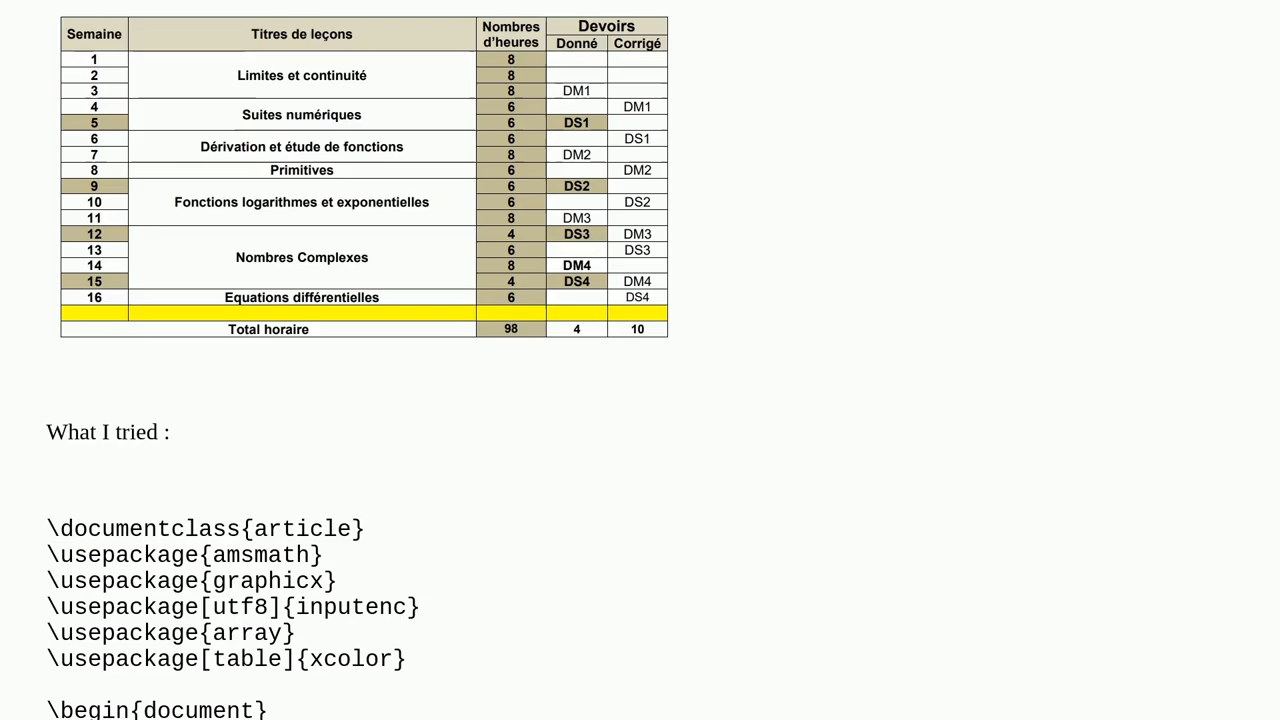 Semaine Titres de leçons Nombres d'heures Devoirs
Donné Corrigé
1 Limites et continuité 8
2 8
3 8 DM1
4 Suites numériques 6 DM1
5 6 DS1
6 Dérivation et étude de fonctions 6 DS1
7 8 DM2
8 Primitives 6 DM2
9 Fonctions logarithmes et exponentielles 6 DS2
10 6 DS2
11 8 DM3
12 Nombres Complexes 4 DS3 DM3
13 6 DS3
14 8 DM4
15 4 DS4 DM4
16 Equations différentielles 6 DS4
Total horaire 98 4 10
What I tried :
\documentclass{article}
\usepackage{amsmath}
\usepackage{graphicx}
\usepackage[utf8]{inputenc}
\usepackage{array}
\usepackage[table]{xcolor}
\begin{document}